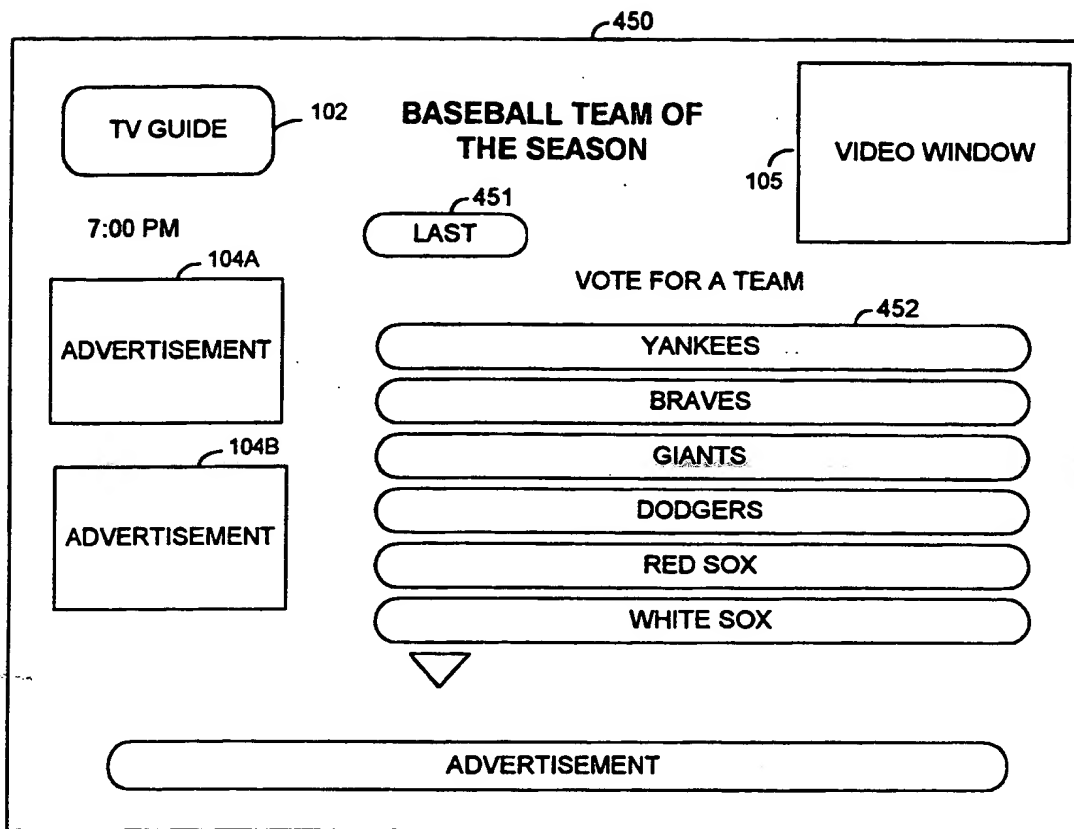 450
TV GUIDE
102
BASEBALL TEAM OF
THE SEASON
105
VIDEO WINDOW
7:00 PM
451
LAST
104A
ADVERTISEMENT
VOTE FOR A TEAM
452
YANKEES
BRAVES
GIANTS
104B
ADVERTISEMENT
DODGERS
RED SOX
WHITE SOX
ADVERTISEMENT